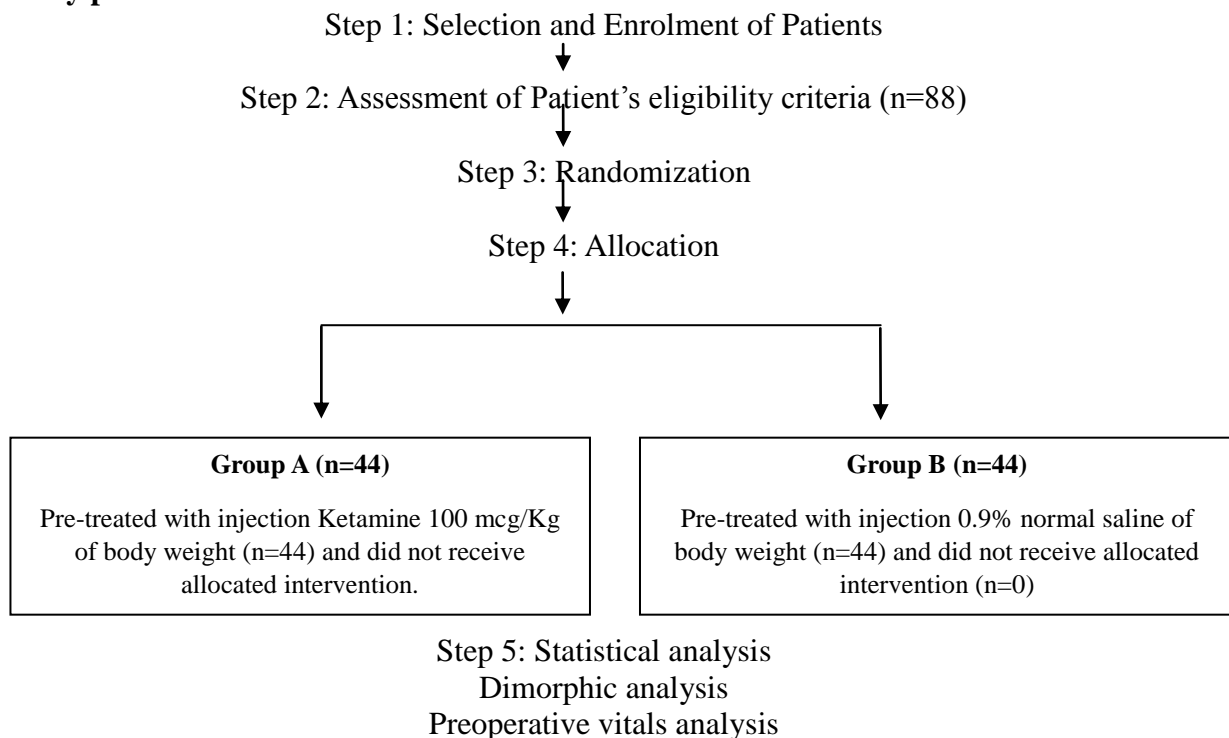 Step 1: Selection and Enrolment of Patients
Step 2: Assessment of Patient’s eligibility criteria (n=88)
Step 3: Randomization
Step 4: Allocation
Group A (n=44)
Pre-treated with injection Ketamine 100 mcg/Kg
of body weight (n=44) and did not receive
allocated intervention.
Group B (n=44)
Pre-treated with injection 0.9% normal saline of
body weight (n=44) and did not receive allocated
intervention (n=0)
Step 5: Statistical analysis
Dimorphic analysis
Preoperative vitals analysis